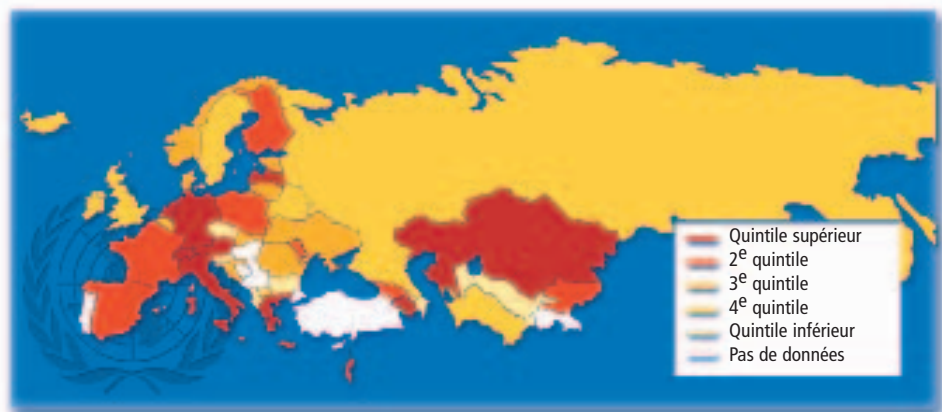 Quintile supérieur
2e quintile
3e quintile
4e quintile
Quintile inférieur
Pas de données